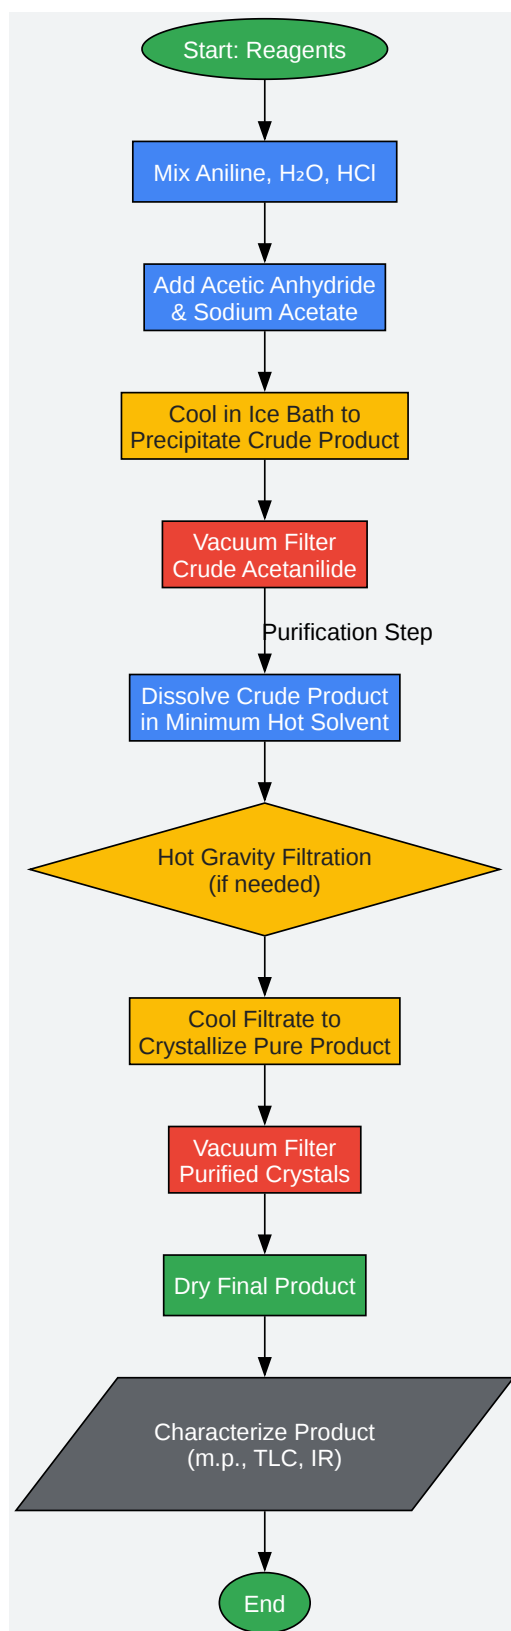 Start: Reagents
Mix Aniline, H₂O, HCl
Add Acetic Anhydride
& Sodium Acetate
Cool in Ice Bath to
Precipitate Crude Product
Vacuum Filter
Crude Acetanilide
Purification Step
Dissolve Crude Product
in Minimum Hot Solvent
Hot Gravity Filtration
(if needed)
Cool Filtrate to
Crystallize Pure Product
Vacuum Filter
Purified Crystals
Dry Final Product
Characterize Product
(m.p., TLC, IR)
End